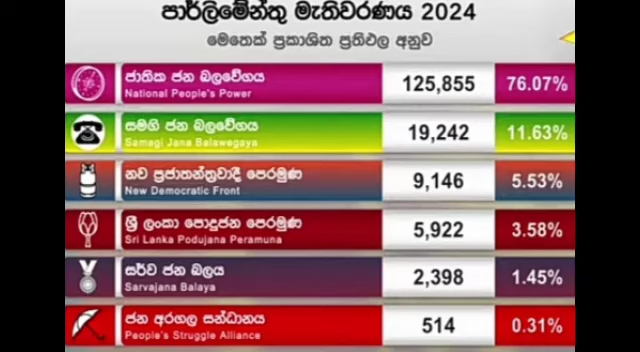 පාර්ලිමේන්තු මැතිවරණය 2024
මෙතෙක් ප්‍රකාශිත ප්‍රතිඵල අනුව
ජාතික ජන බලවේගය
National People's Power
125,855
76.07%
සමගි ජන බලවේගය
Samagi Jana Balawegaya
19,242
11.63%
නව ප්‍රජාතන්ත්‍රවාදී පෙරමුණ
New Democratic Front
9,146
5.53%
ශ්‍රී ලංකා පොදුජන පෙරමුණ
Sri Lanka Podujana Peramuna
5,922
3.58%
සර්ව ජන බලය
Sarvajana Balaya
2,398
1.45%
ජන අරගල සන්ධානය
People's Struggle Alliance
514
0.31%